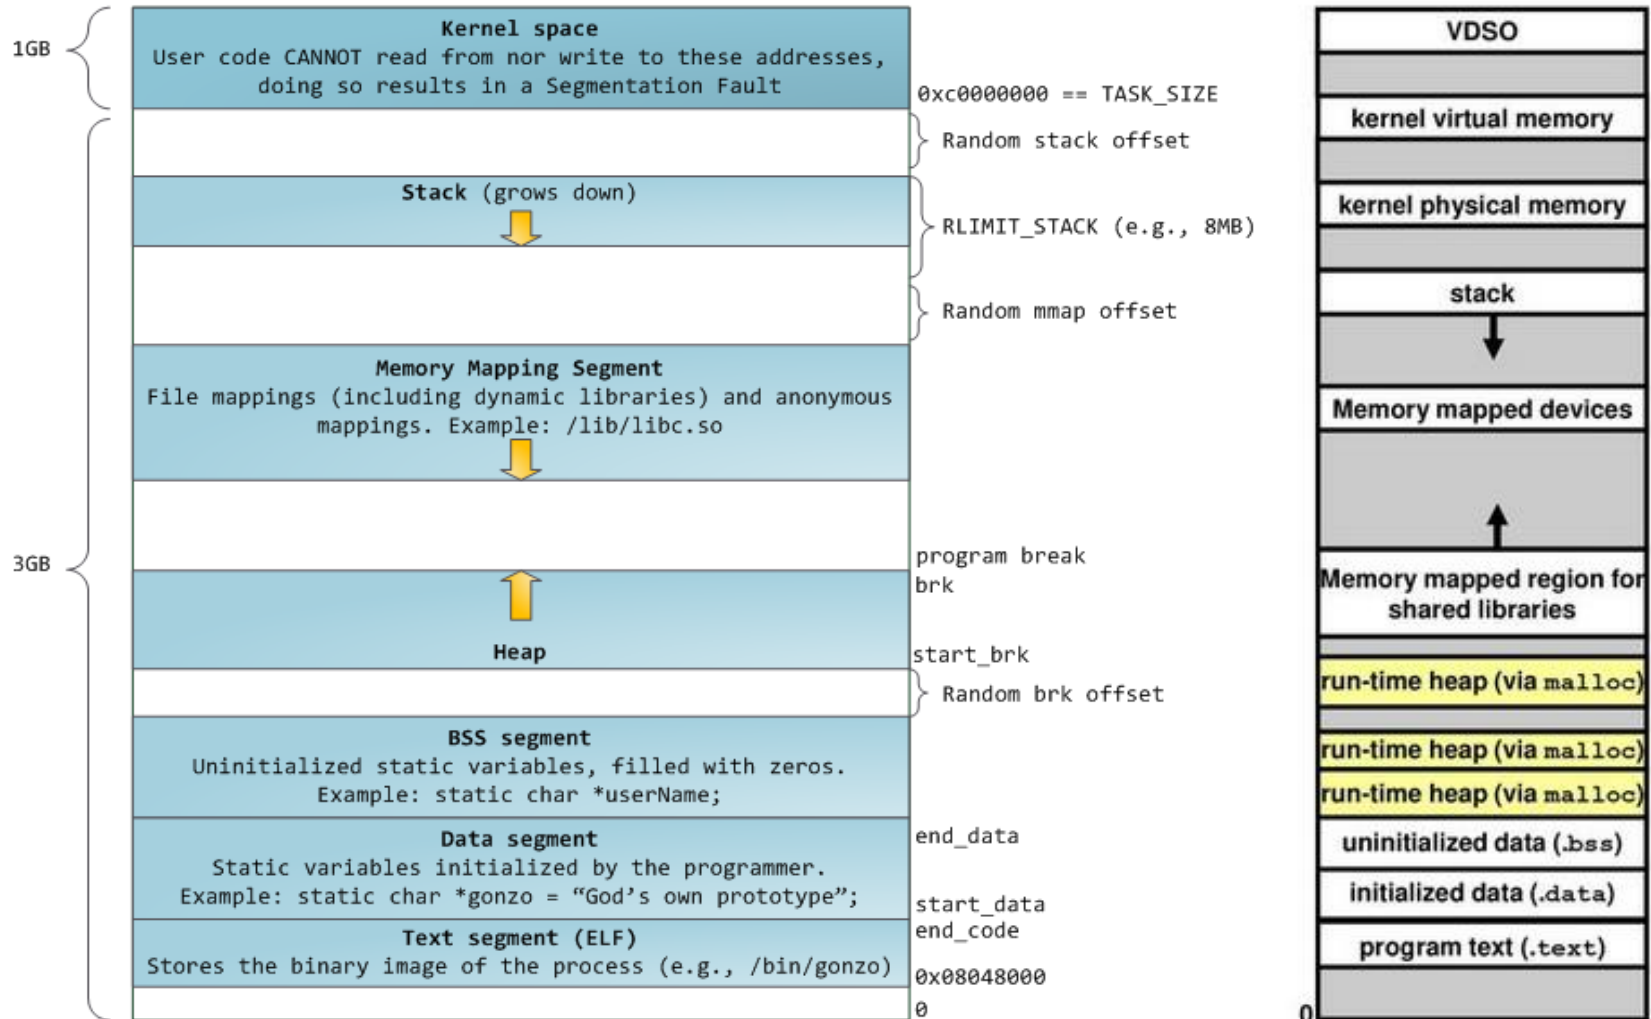 1GB
Kernel space
User code CANNOT read from nor write to these addresses,
doing so results in a Segmentation Fault
0xc0000000 == TASK_SIZE
Random stack offset
Stack (grows down)
RLIMIT_STACK (e.g., 8MB)
Random mmap offset
Memory Mapping Segment
File mappings (including dynamic libraries) and anonymous
mappings. Example: /lib/libc.so
3GB
program break
brk
Heap
start_brk
Random brk offset
BSS segment
Uninitialized static variables, filled with zeros.
Example: static char *userName;
Data segment
Static variables initialized by the programmer.
Example: static char *gonzo = “God’s own prototype”;
end_data
start_data
end_code
Text segment (ELF)
Stores the binary image of the process (e.g., /bin/gonzo)
0x08048000
0
VDSO
kernel virtual memory
kernel physical memory
stack
Memory mapped devices
Memory mapped region for
shared libraries
run-time heap (via malloc)
run-time heap (via malloc)
run-time heap (via malloc)
uninitialized data (.bss)
initialized data (.data)
program text (.text)
0